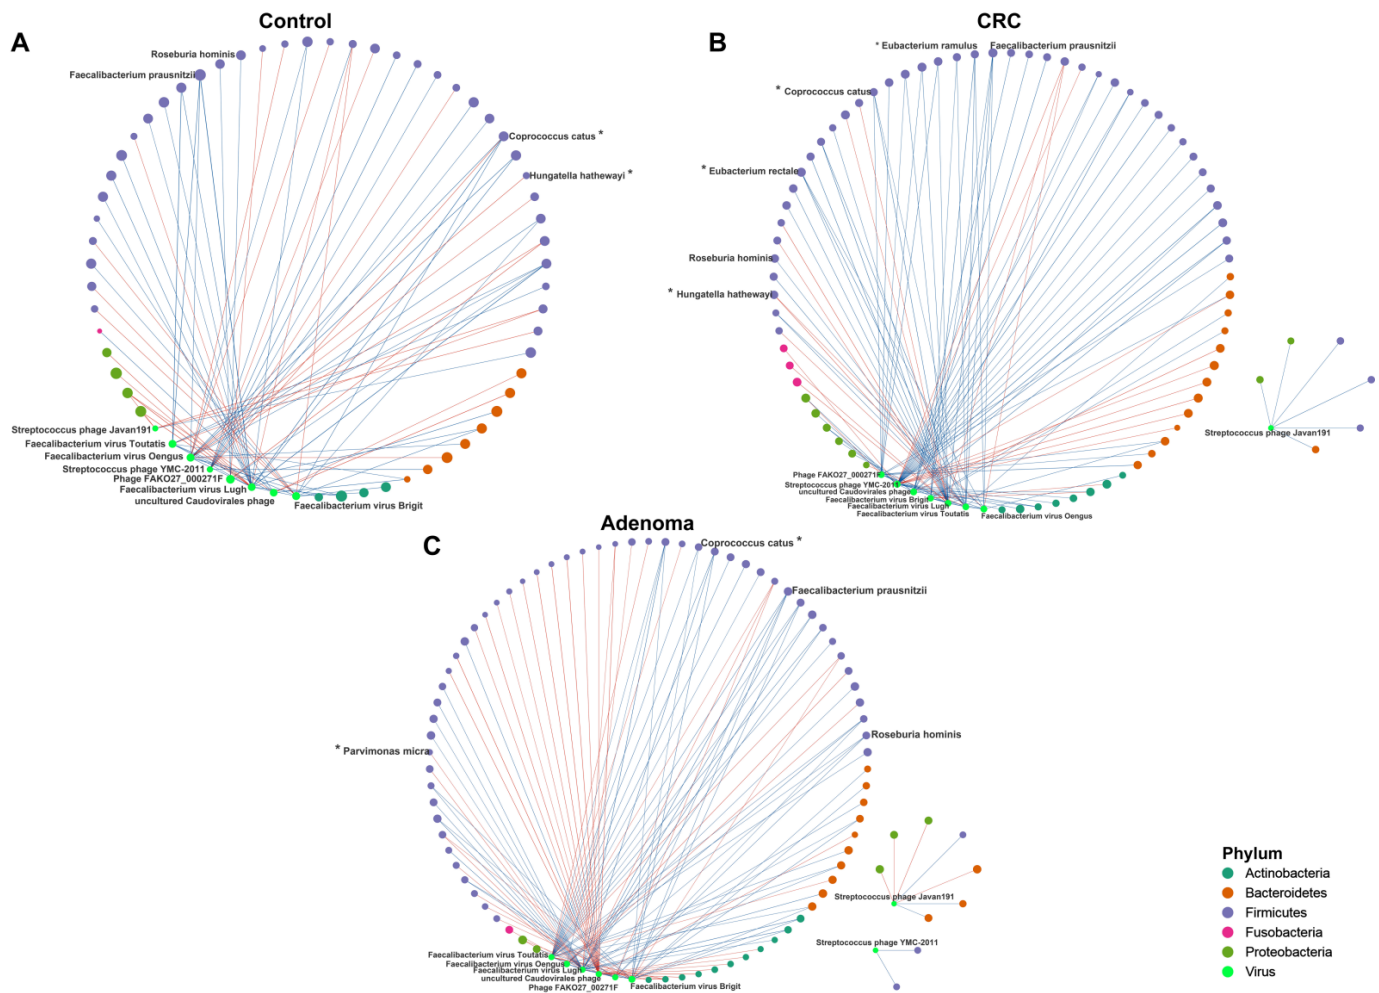 Control
A
Roseburia hominis
Faecalibacterium prausnitzii
Coprococcus catus *
Hungatella hathewayi *
Streptococcus phage Javan191
Faecalibacterium virus Toutatis
Faecalibacterium virus Oengus
Streptococcus phage YMC-2011
Phage FAKO27_000271F
Faecalibacterium virus Lugh
uncultured Caudovirales phage
Faecalibacterium virus Brigit
CRC
B
* Eubacterium ramulus
Faecalibacterium prausnitzii
* Coprococcus catus
* Eubacterium rectale
Roseburia hominis
* Hungatella hathewayi
Phage FAKO27_000271F
Streptococcus phage YMC-2011
uncultured Caudovirales phage
Faecalibacterium virus Brigit
Faecalibacterium virus Lugh
Faecalibacterium virus Toutatis
Faecalibacterium virus Oengus
Streptococcus phage Javan191
Adenoma
C
Coprococcus catus *
Faecalibacterium prausnitzii
Roseburia hominis
* Parvimonas micra
Faecalibacterium virus Toutatis
Faecalibacterium virus Oengus
Faecalibacterium virus Lugh
uncultured Caudovirales phage
Phage FAKO27_00271F
Faecalibacterium virus Brigit
Streptococcus phage Javan191
Streptococcus phage YMC-2011
Phylum
Actinobacteria
Bacteroidetes
Firmicutes
Fusobacteria
Proteobacteria
Virus